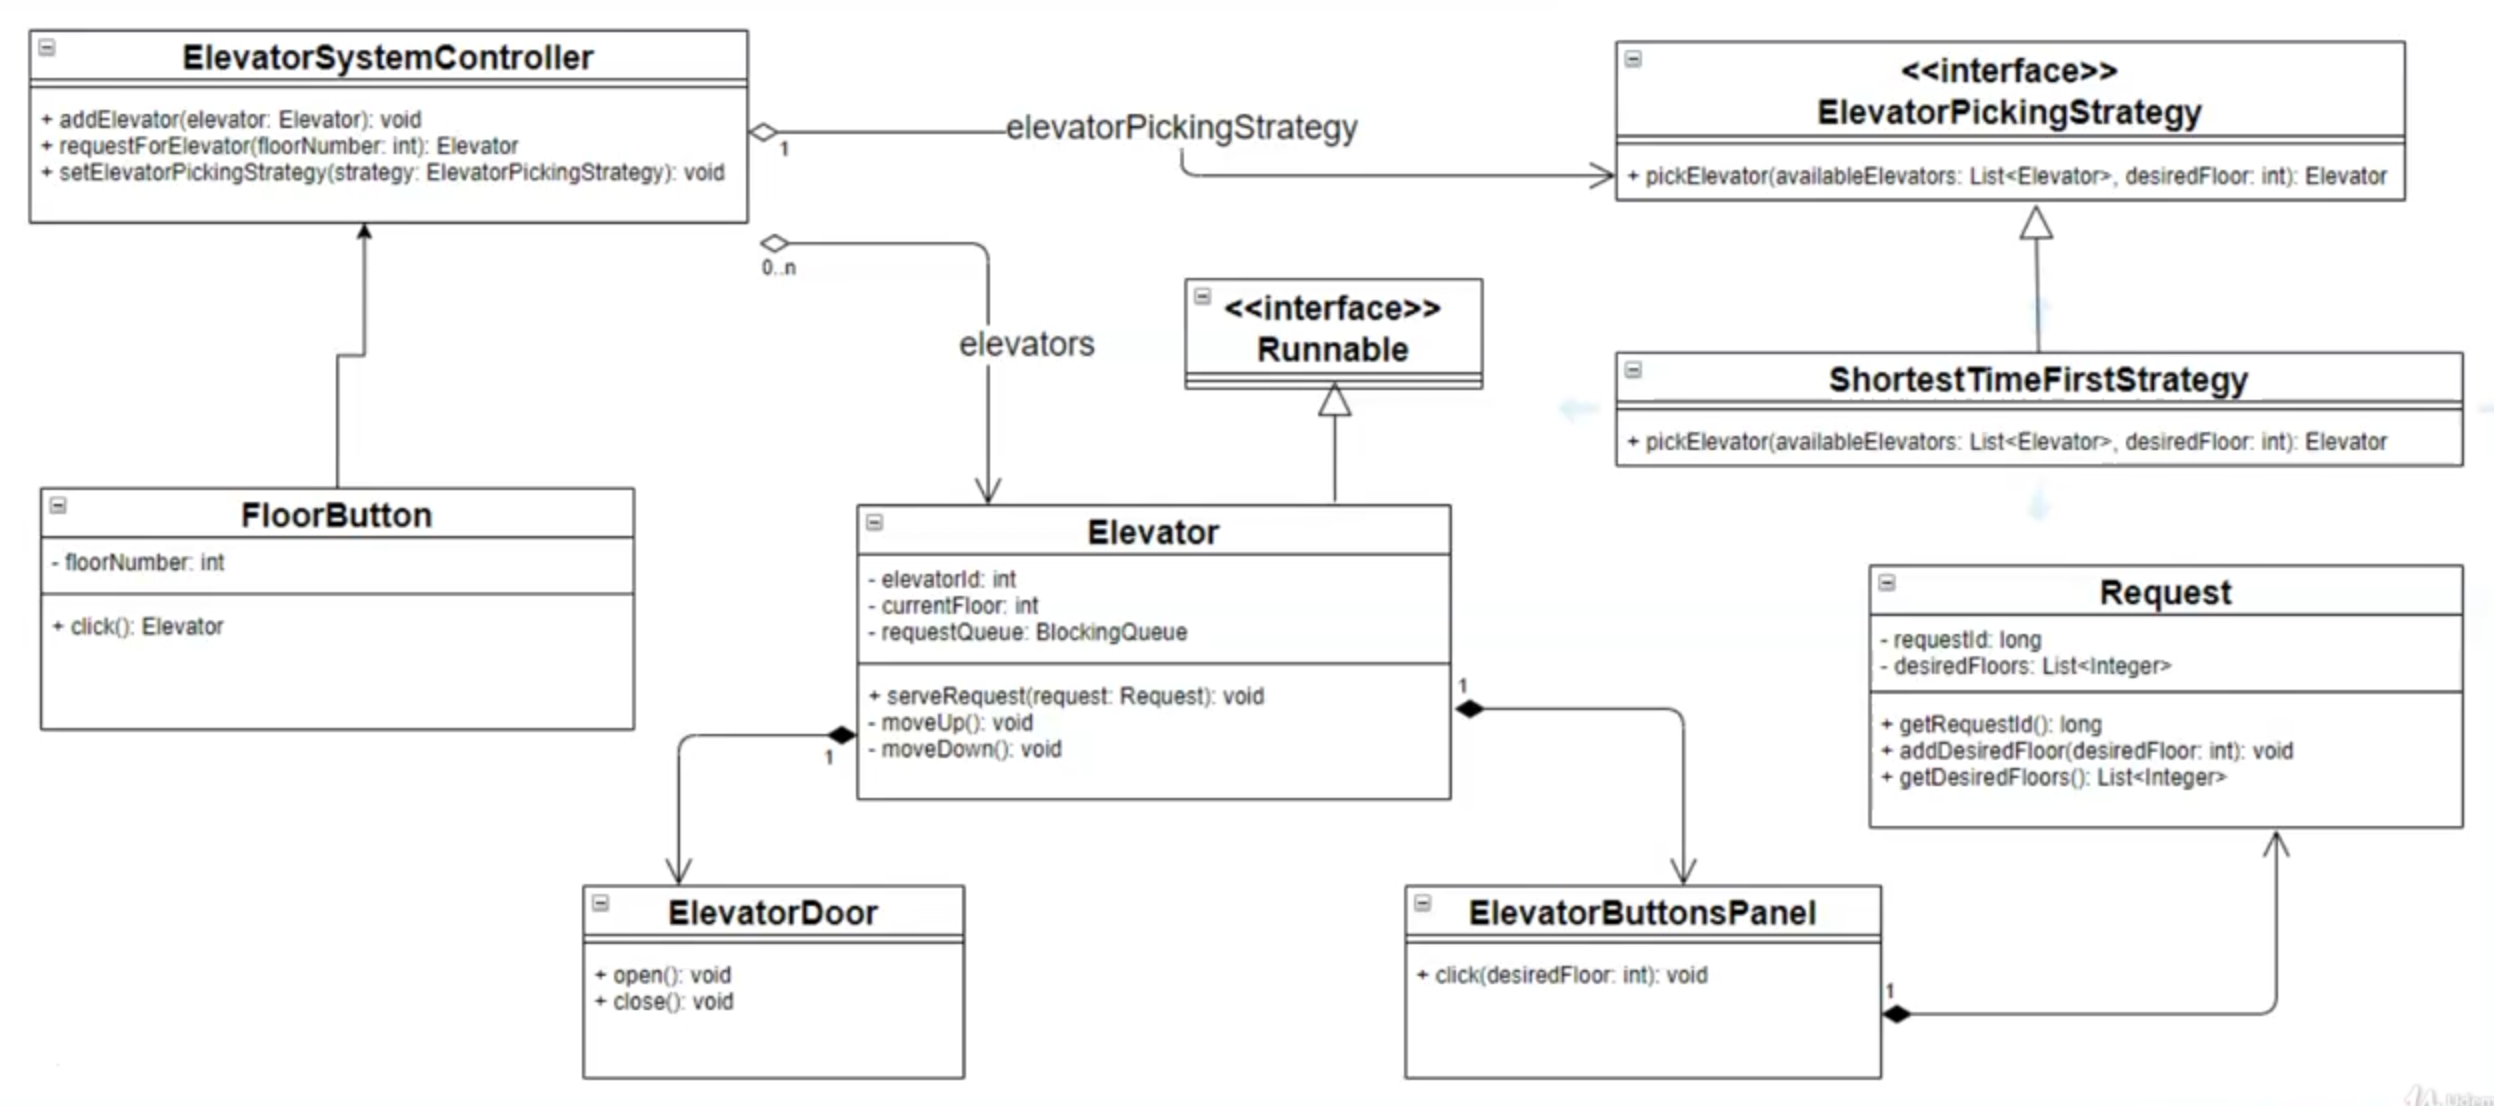 ElevatorSystemController
+ addElevator(elevator: Elevator): void
+ requestForElevator(floorNumber: int): Elevator
+ setElevatorPickingStrategy(strategy: ElevatorPickingStrategy): void
1
elevatorPickingStrategy
<<interface>>
ElevatorPickingStrategy
+ pickElevator(availableElevators: List<Elevator>, desiredFloor: int): Elevator
0..n
elevators
<<interface>>
Runnable
ShortestTimeFirstStrategy
+ pickElevator(availableElevators: List<Elevator>, desiredFloor: int): Elevator
FloorButton
- floorNumber: int
+ click(): Elevator
Elevator
- elevatorId: int
- currentFloor: int
- requestQueue: BlockingQueue
+ serveRequest(request: Request): void
- moveUp(): void
- moveDown(): void
1
1
Request
- requestId: long
- desiredFloors: List<Integer>
+ getRequestId(): long
+ addDesiredFloor(desiredFloor: int): void
+ getDesiredFloors(): List<Integer>
ElevatorDoor
+ open(): void
+ close(): void
ElevatorButtonsPanel
+ click(desiredFloor: int): void
1